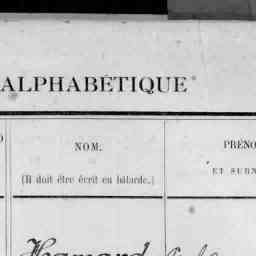 ALPHABÉTIQUE
NOM.
PRÉNO
(Il doit être écrit en bâtarde.)
ET SURN
Hamard